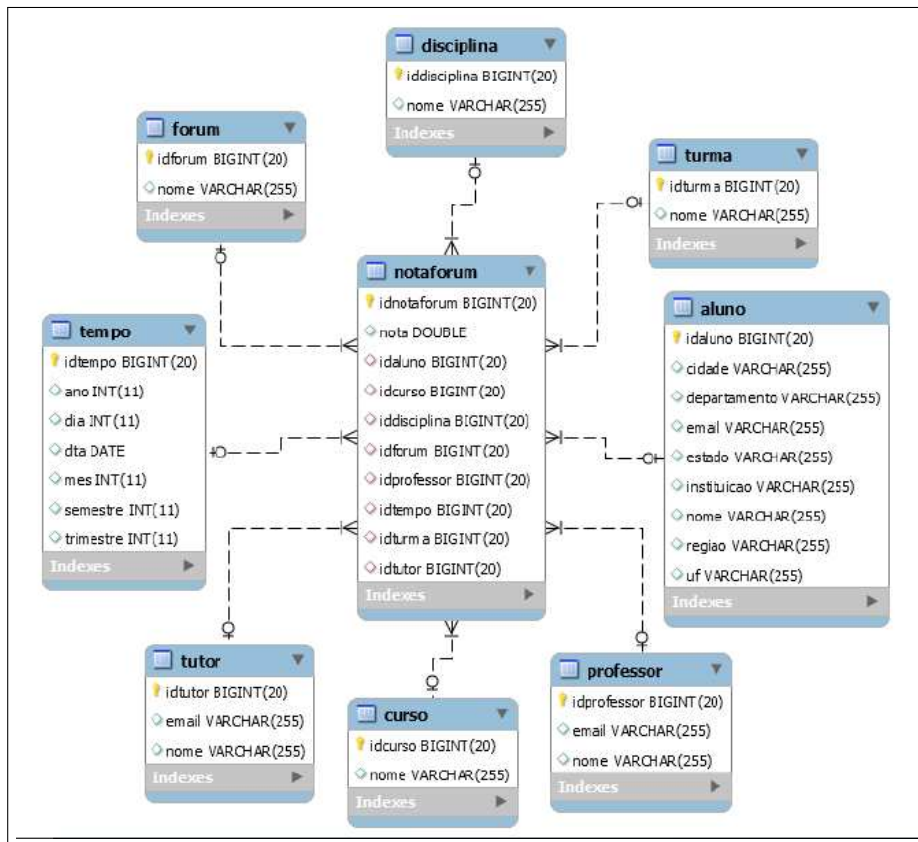 disciplina
iddisciplina BIGINT(20)
nome VARCHAR(255)
Indexes
forum
idforum BIGINT(20)
nome VARCHAR(255)
Indexes
turma
idturma BIGINT(20)
nome VARCHAR(255)
Indexes
notaforum
idnotaforum BIGINT(20)
nota DOUBLE
idaluno BIGINT(20)
idcurso BIGINT(20)
iddisciplina BIGINT(20)
idforum BIGINT(20)
idprofessor BIGINT(20)
idtempo BIGINT(20)
idturma BIGINT(20)
idtutor BIGINT(20)
Indexes
tempo
idtempo BIGINT(20)
ano INT(11)
dia INT(11)
dta DATE
mes INT(11)
semestre INT(11)
trimestre INT(11)
Indexes
aluno
idaluno BIGINT(20)
cidade VARCHAR(255)
departamento VARCHAR(255)
email VARCHAR(255)
estado VARCHAR(255)
instituicao VARCHAR(255)
nome VARCHAR(255)
regiao VARCHAR(255)
uf VARCHAR(255)
Indexes
tutor
idtutor BIGINT(20)
email VARCHAR(255)
nome VARCHAR(255)
Indexes
curso
idcurso BIGINT(20)
nome VARCHAR(255)
Indexes
professor
idprofessor BIGINT(20)
email VARCHAR(255)
nome VARCHAR(255)
Indexes